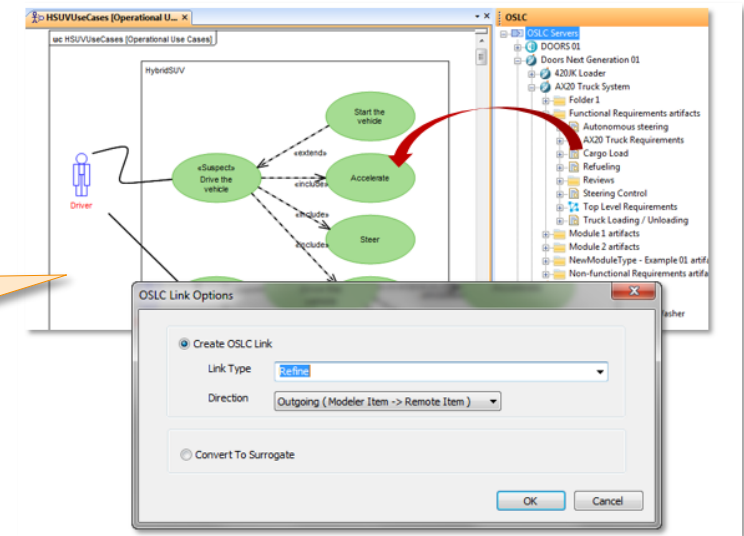 HSUVUseCases [Operational U... ×
OSLC
uc HSUVUseCases [Operational Use Cases]
HybridSUV
Start the
vehicle
«extend»
«Suspect»
Drive the
vehicle
«include»
Accelerate
«include»
Steer
«include»
Driver
OSLC Servers
DOORS 01
Doors Next Generation 01
420JK Loader
AX20 Truck System
Folder 1
Functional Requirements artifacts
Autonomous steering
AX20 Truck Requirements
Cargo Load
Refueling
Reviews
Steering Control
Top Level Requirements
Truck Loading / Unloading
Module 1 artifacts
Module 2 artifacts
NewModuleType - Example 01 artifa
Non-functional Requirements artifa
OSLC Link Options
Create OSLC Link
Link Type
Refine
Direction
Outgoing ( Modeler Item -> Remote Item )
Convert To Surrogate
OK
Cancel